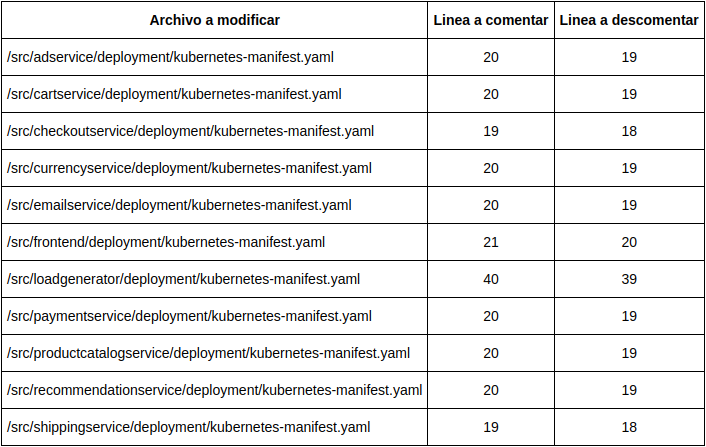 Archivo a modificar Linea a comentar Linea a descomentar
/src/adservice/deployment/kubernetes-manifest.yaml 20 19
/src/cartservice/deployment/kubernetes-manifest.yaml 20 19
/src/checkoutservice/deployment/kubernetes-manifest.yaml 19 18
/src/currencyservice/deployment/kubernetes-manifest.yaml 20 19
/src/emailservice/deployment/kubernetes-manifest.yaml 20 19
/src/frontend/deployment/kubernetes-manifest.yaml 21 20
/src/loadgenerator/deployment/kubernetes-manifest.yaml 40 39
/src/paymentservice/deployment/kubernetes-manifest.yaml 20 19
/src/productcatalogservice/deployment/kubernetes-manifest.yaml 20 19
/src/recommendationservice/deployment/kubernetes-manifest.yaml 20 19
/src/shippingservice/deployment/kubernetes-manifest.yaml 19 18